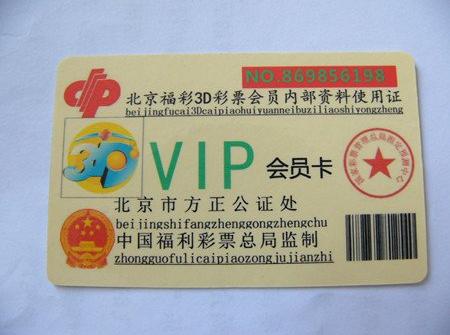 NO.869856198
北京福彩3D彩票会员内部资料使用证
beijingfucai3Dcaipiaohuiyuanneibuziliaoshiyongzheng
3D
VIP 会员卡
北京市方正公证处
beijingshifangzhenggongzhengchu
中国福利彩票总局监制
zhongguofulicaipiaozongjujianzhi